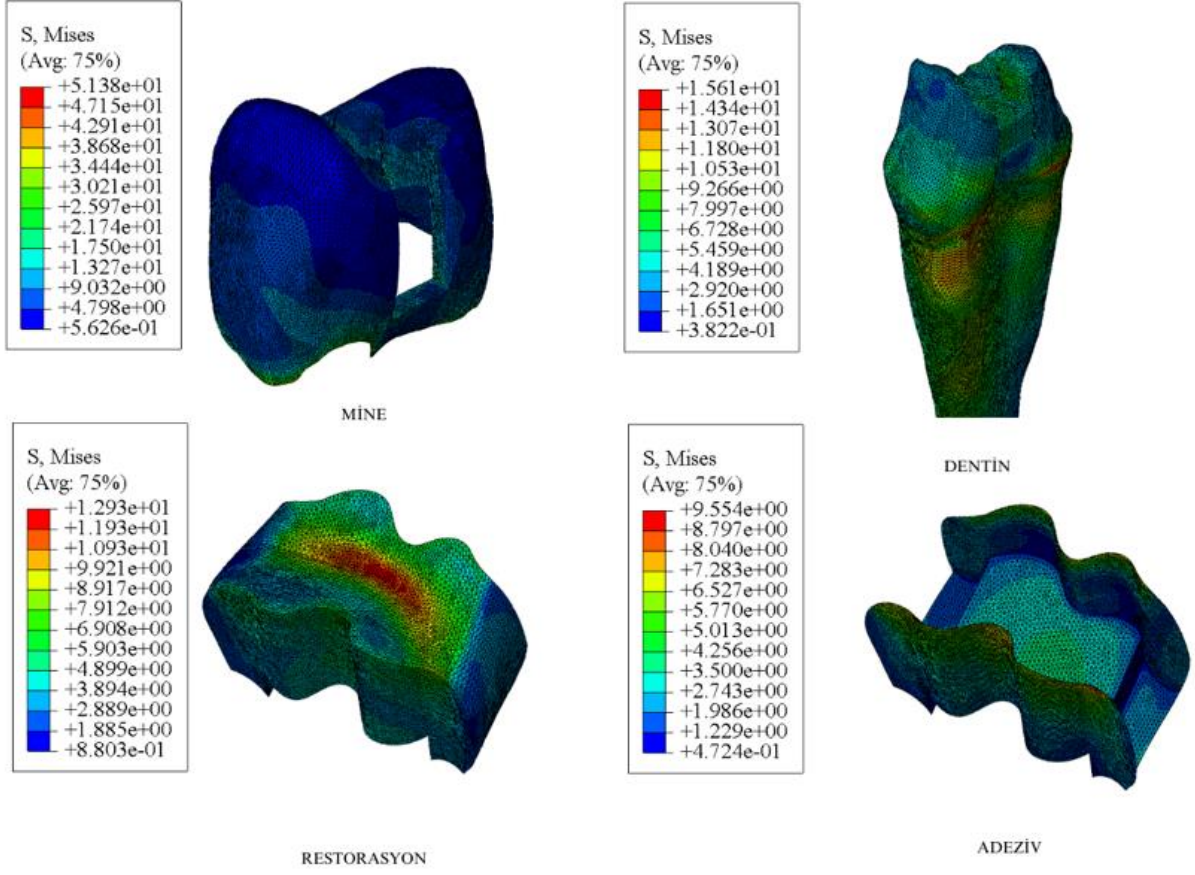 S, Mises
(Avg: 75%)
+5.138e+01
+4.715e+01
+4.291e+01
+3.868e+01
+3.444e+01
+3.021e+01
+2.597e+01
+2.174e+01
+1.750e+01
+1.327e+01
+9.032e+00
+4.798e+00
+5.626e-01
MİNE
S, Mises
(Avg: 75%)
+1.561e+01
+1.434e+01
+1.307e+01
+1.180e+01
+1.053e+01
+9.266e+00
+7.997e+00
+6.728e+00
+5.459e+00
+4.189e+00
+2.920e+00
+1.651e+00
+3.822e-01
DENTİN
S, Mises
(Avg: 75%)
+1.293e+01
+1.193e+01
+1.093e+01
+9.921e+00
+8.917e+00
+7.912e+00
+6.908e+00
+5.903e+00
+4.899e+00
+3.894e+00
+2.889e+00
+1.885e+00
+8.803e-01
RESTORASYON
S, Mises
(Avg: 75%)
+9.554e+00
+8.797e+00
+8.040e+00
+7.283e+00
+6.527e+00
+5.770e+00
+5.013e+00
+4.256e+00
+3.500e+00
+2.743e+00
+1.986e+00
+1.229e+00
+4.724e-01
ADEZİV